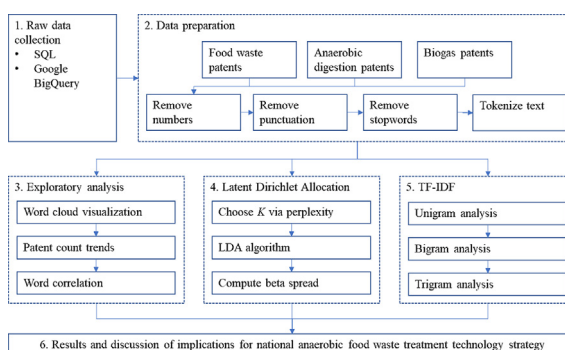 1. Raw data
collection
• SQL
• Google
BigQuery
2. Data preparation
Food waste
patents
Anaerobic
digestion patents
Biogas patents
Remove
numbers
Remove
punctuation
Remove
stopwords
Tokenize text
3. Exploratory analysis
Word cloud visualization
Patent count trends
Word correlation
4. Latent Dirichlet Allocation
Choose K via perplexity
LDA algorithm
Compute beta spread
5. TF-IDF
Unigram analysis
Bigram analysis
Trigram analysis
6. Results and discussion of implications for national anaerobic food waste treatment technology strategy